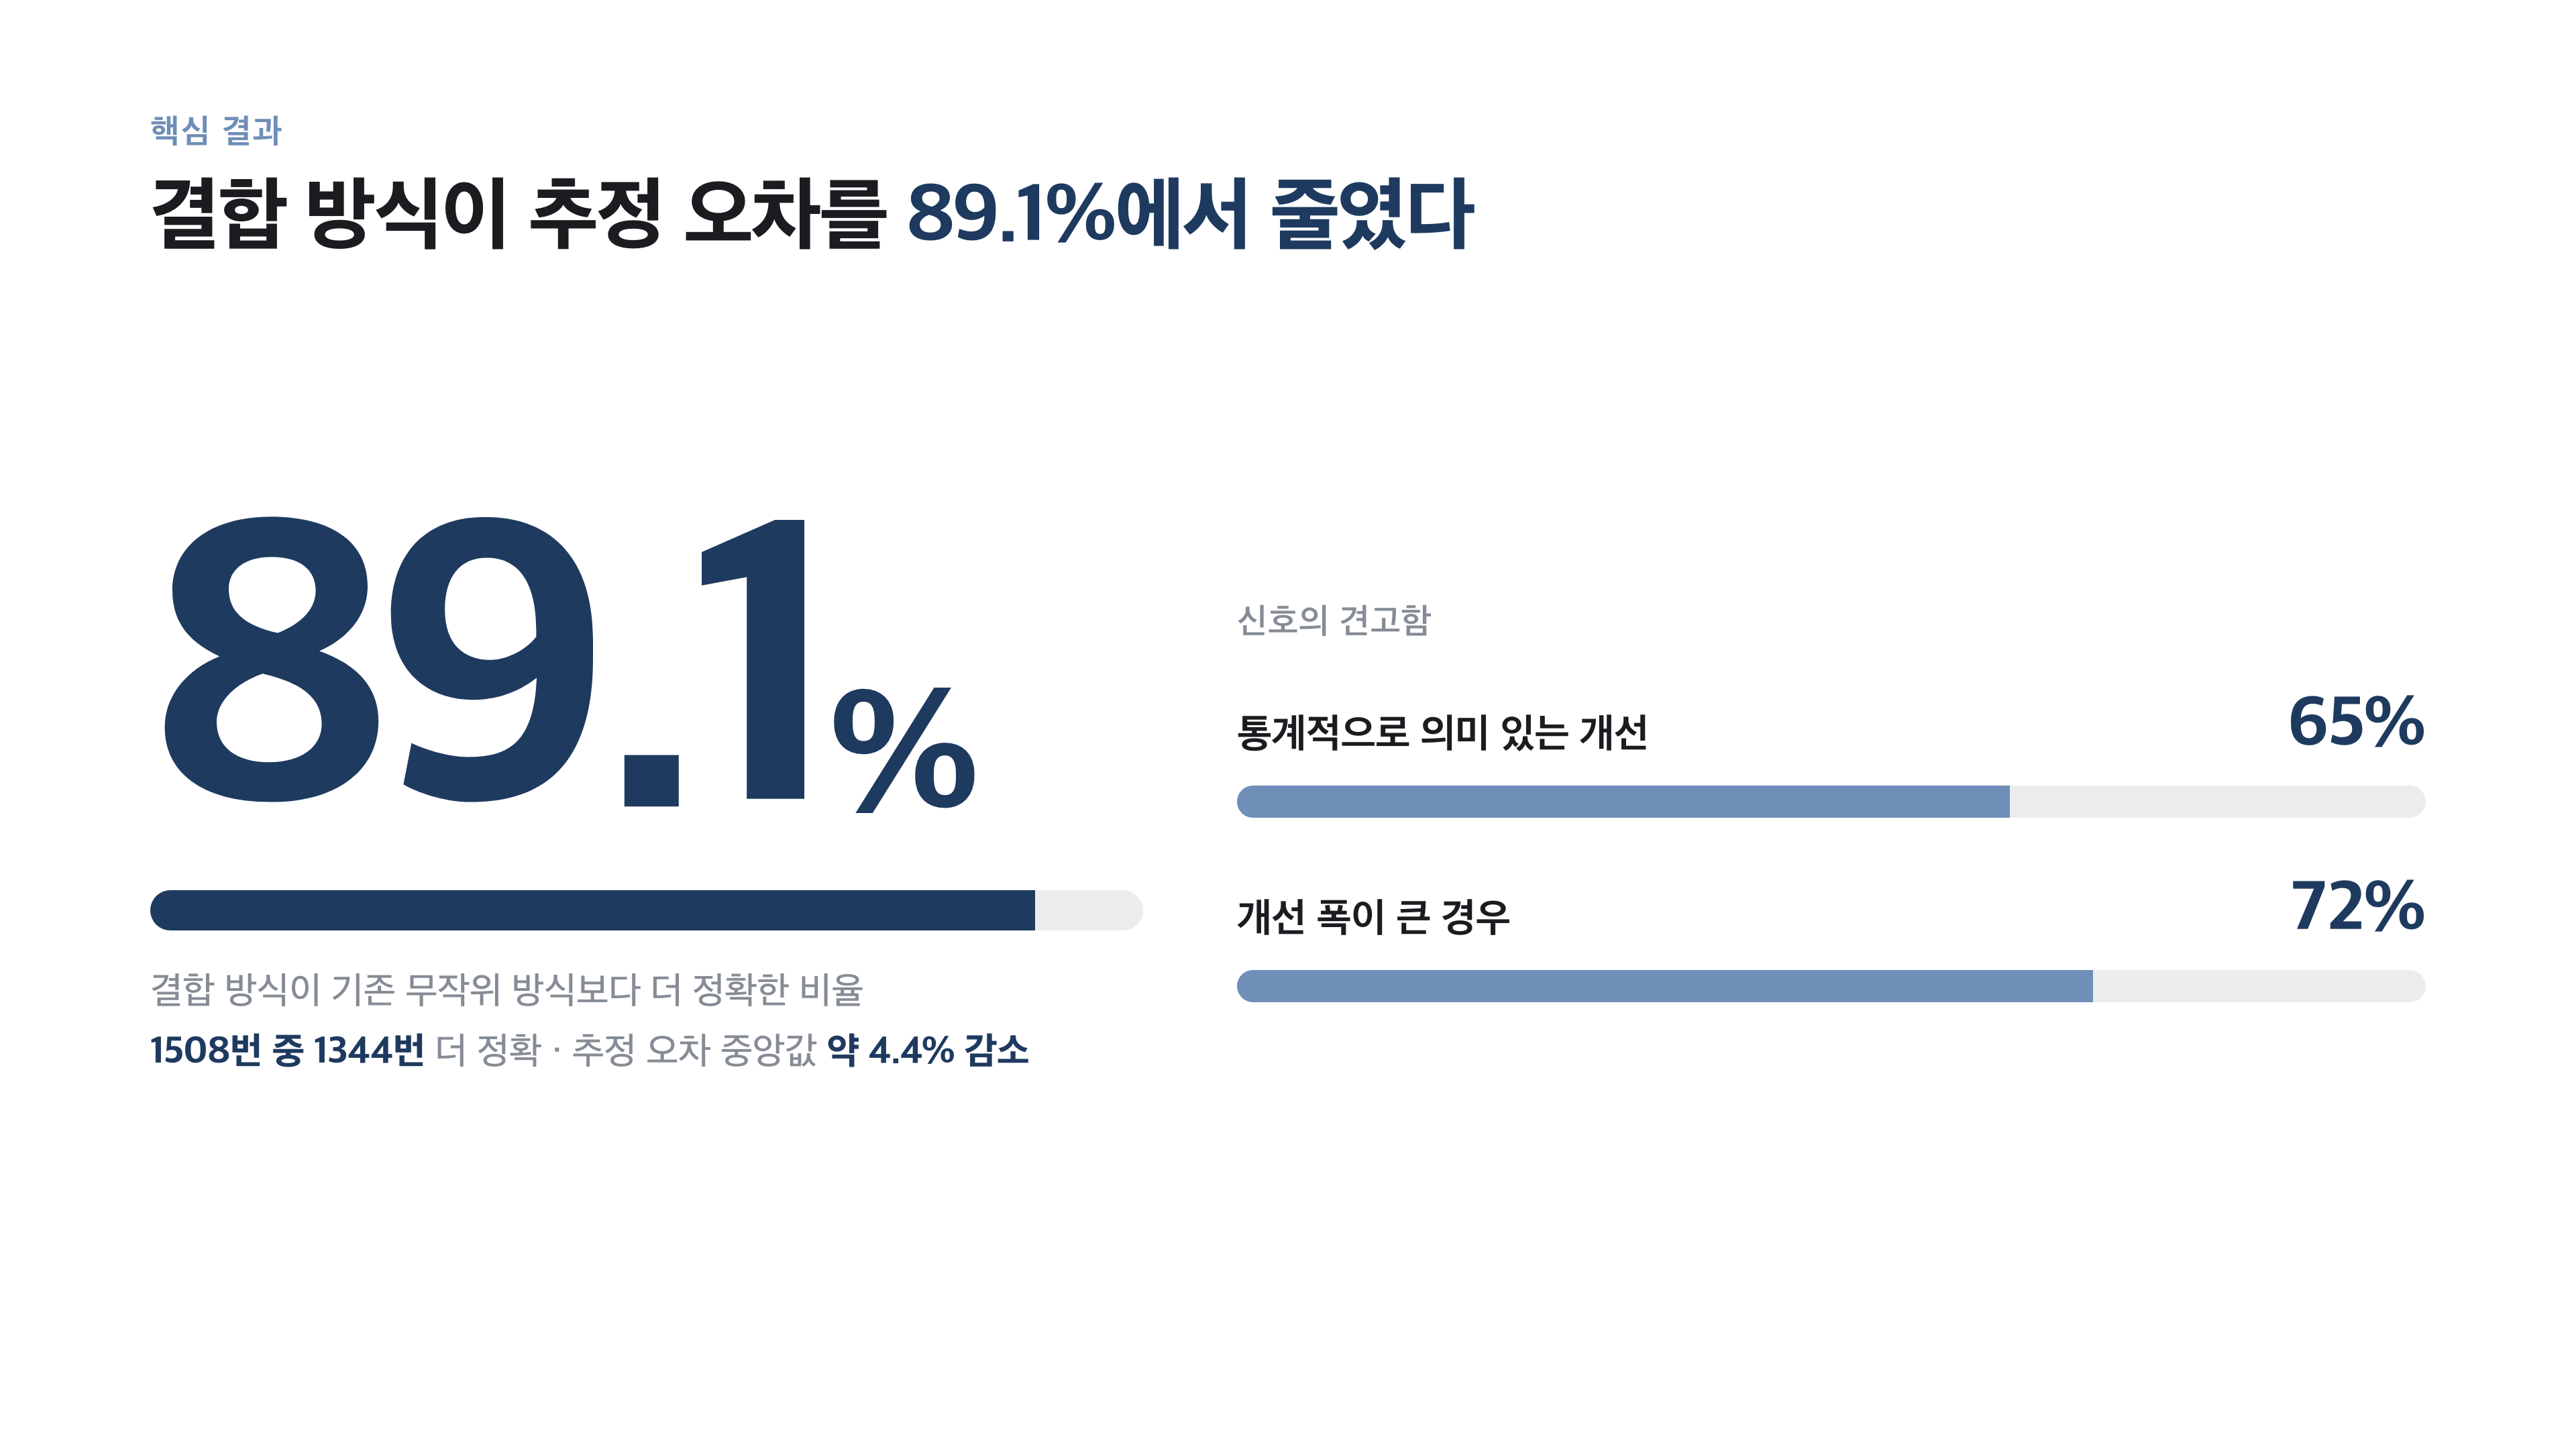 핵심 결과
결합 방식이 추정 오차를 89.1%에서 줄였다
89.1%
결합 방식이 기존 무작위 방식보다 더 정확한 비율
1508번 중 1344번 더 정확 · 추정 오차 중앙값 약 4.4% 감소
신호의 견고함
통계적으로 의미 있는 개선 65%
개선 폭이 큰 경우 72%